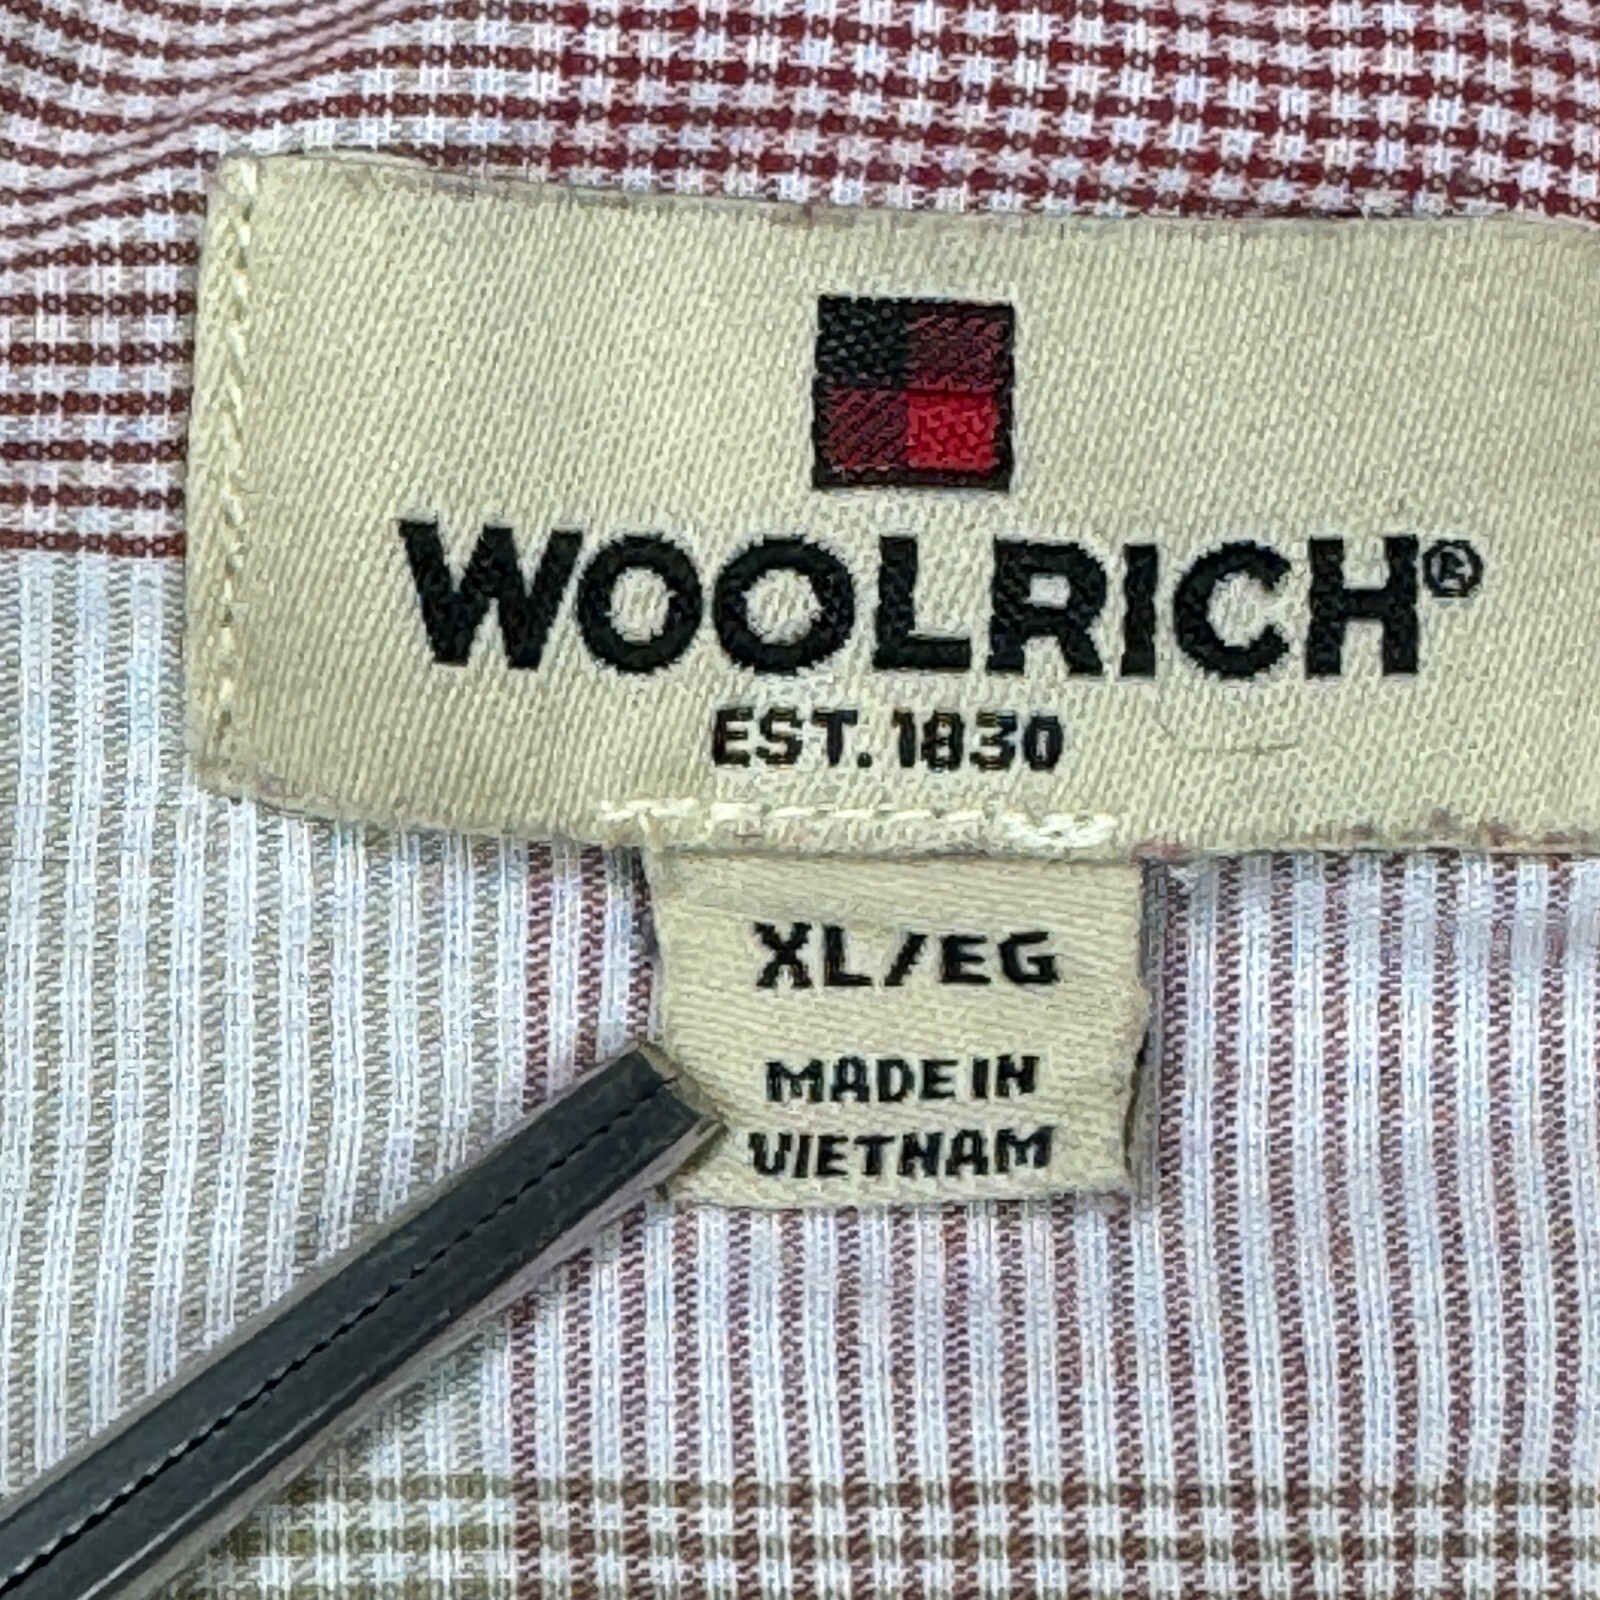 WOOLRICH®
EST. 1830
XL/EG
MADE IN
VIETNAM